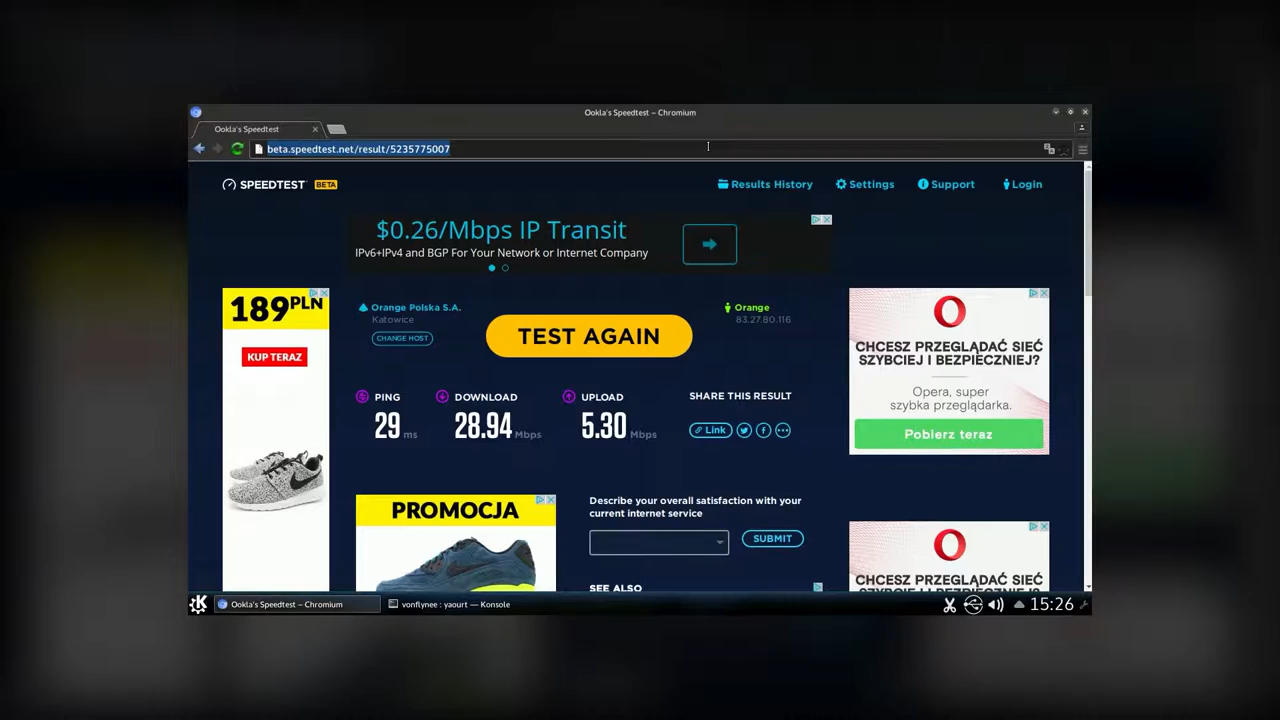 Ookla's Speedtest – Chromium
Ookla's Speedtest
beta.speedtest.net/result/5235775007
SPEEDTEST BETA
Results History
Settings
Support
Login
$0.26/Mbps IP Transit
IPv6+IPv4 and BGP For Your Network or Internet Company
189 PLN
KUP TERAZ
Orange Polska S.A.
Katowice
CHANGE HOST
TEST AGAIN
Orange
83.27.80.116
PING
29 ms
DOWNLOAD
28.94 Mbps
UPLOAD
5.30 Mbps
SHARE THIS RESULT
Link
CHCESZ PRZEGLĄDAĆ SIEĆ
SZYBCIEJ I BEZPIECZNIEJ?
Opera, super
szybka przeglądarka.
Pobierz teraz
PROMOCJA
Describe your overall satisfaction with your
current internet service
SUBMIT
SEE ALSO
CHCESZ PRZEGLĄDAĆ SIEĆ
SZYBCIEJ I BEZPIECZNIEJ?
Ookla's Speedtest – Chromium
vonflynee : yaourt — Konsole
15:26